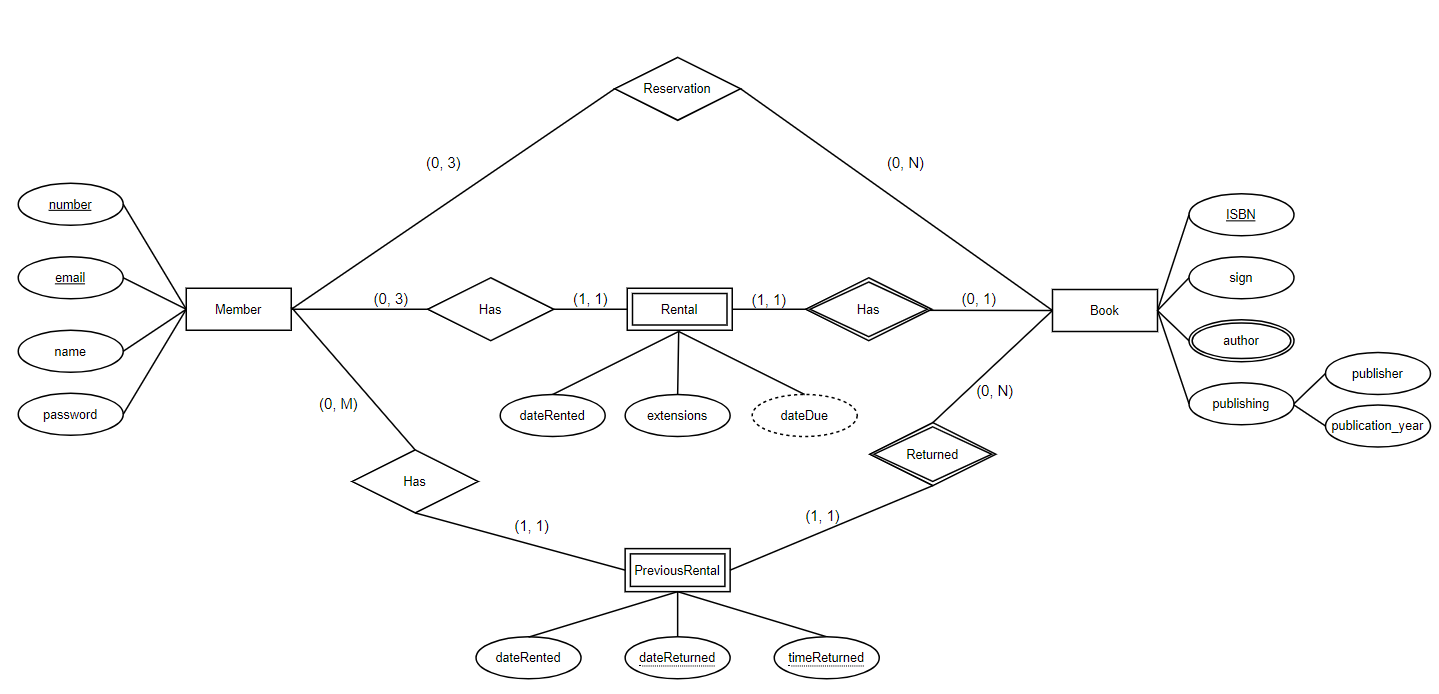 Reservation
(0, 3)
(0, N)
number
email
name
password
Member
(0, 3)
Has
(1, 1)
Rental
(1, 1)
Has
(0, 1)
Book
ISBN
sign
author
publishing
publisher
publication_year
dateRented
extensions
dateDue
(0, M)
(0, N)
Has
Returned
(1, 1)
(1, 1)
PreviousRental
dateRented
dateReturned
timeReturned